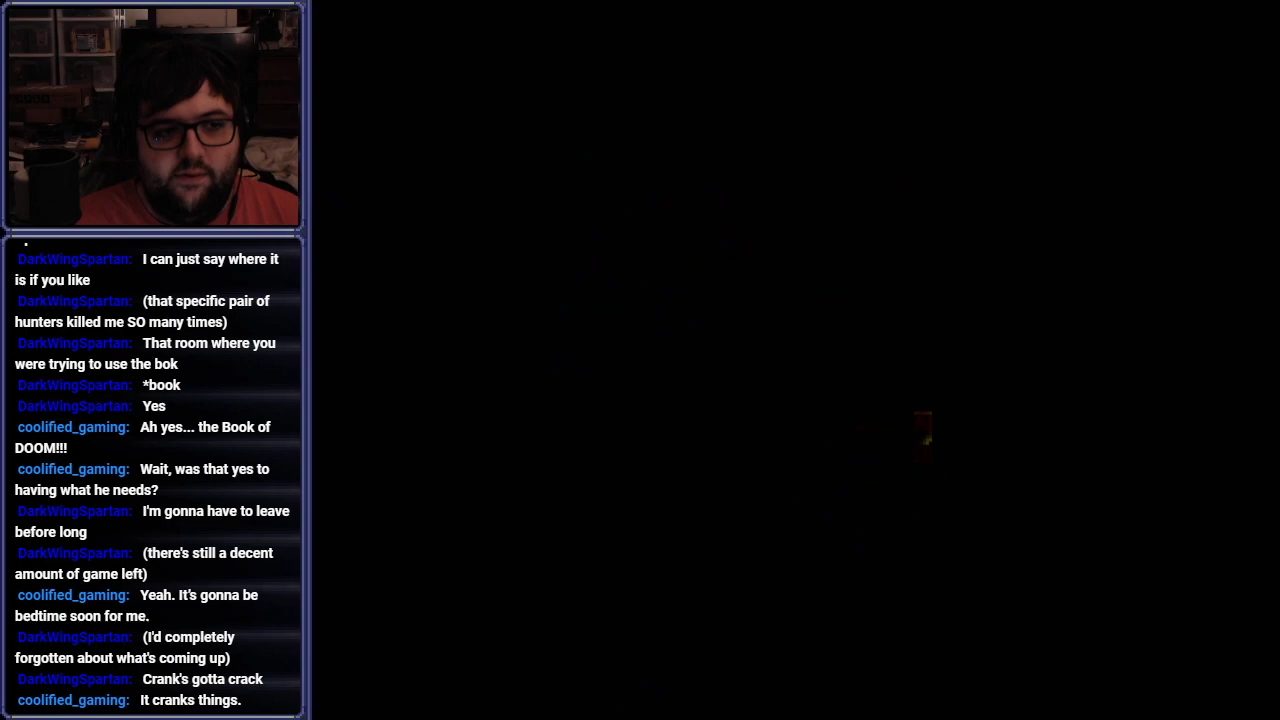 DarkWingSpartan: I can just say where it
is if you like
DarkWingSpartan: (that specific pair of
hunters killed me SO many times)
DarkWingSpartan: That room where you
were trying to use the bok
DarkWingSpartan: *book
DarkWingSpartan: Yes
coolified_gaming: Ah yes... the Book of
DOOM!!!
coolified_gaming: Wait, was that yes to
having what he needs?
DarkWingSpartan: I'm gonna have to leave
before long
DarkWingSpartan: (there's still a decent
amount of game left)
coolified_gaming: Yeah. It's gonna be
bedtime soon for me.
DarkWingSpartan: (I'd completely
forgotten about what's coming up)
DarkWingSpartan: Crank's gotta crack
coolified_gaming: It cranks things.